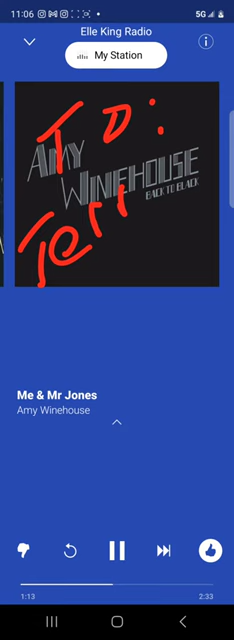 11:06
5G
Elle King Radio
My Station
TO:
AMY
WINEHOUSE
BACK TO BLACK
Jerr
Me & Mr Jones
Amy Winehouse
1:13
2:33